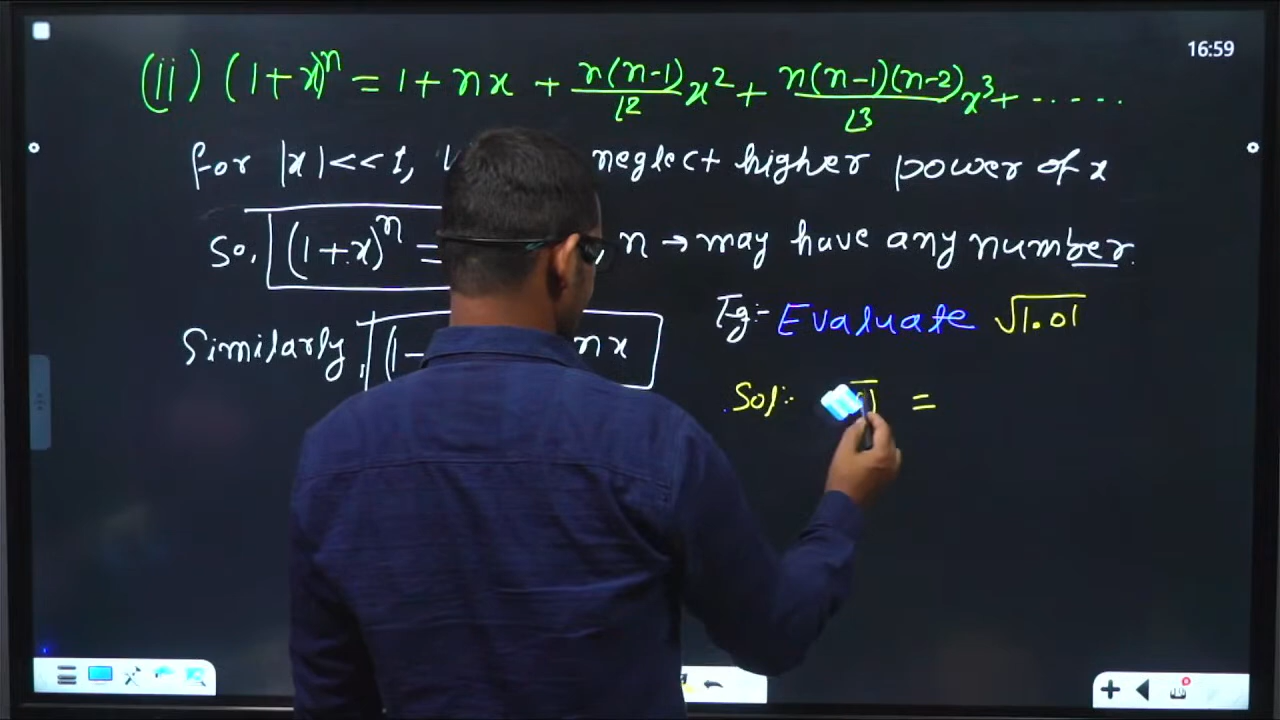 16:59
(ii) (1+x)^n = 1 + nx + n(n-1)/⌊2 x² + n(n-1)(n-2)/⌊3 x³ + .....
for |x| << 1, neglect higher power of x
So, (1+x)^n = , n → may have any number.
Similarly, (1- nx
Eg:- Evaluate √1.01
Sol:- =